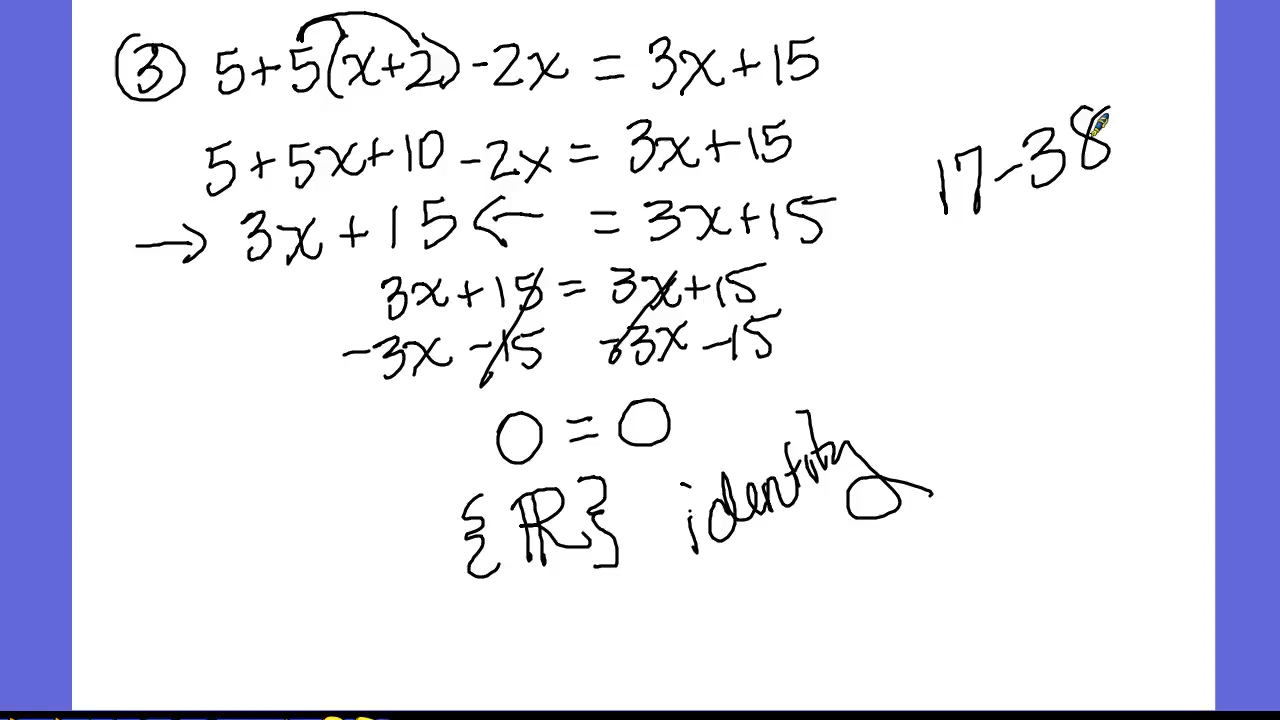 ③ 5+5(x+2)-2x = 3x+15
5+5x+10-2x = 3x+15
17-38
→ 3x+15 ← = 3x+15
3x+15 = 3x+15
-3x -15 -3x -15
0 = 0
{ℝ} identity